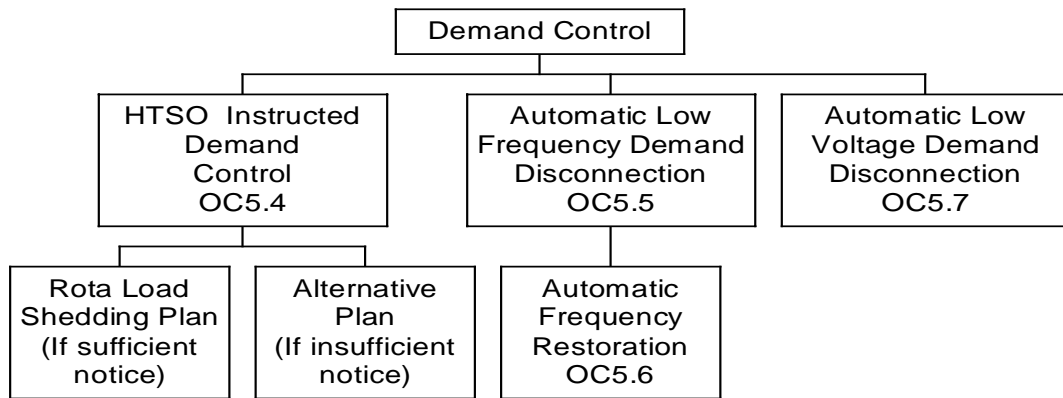 Demand Control
HTSO Instructed
Demand
Control
OC5.4
Automatic Low
Frequency Demand
Disconnection
OC5.5
Automatic Low
Voltage Demand
Disconnection
OC5.7
Rota Load
Shedding Plan
(If sufficient
notice)
Alternative
Plan
(If insufficient
notice)
Automatic
Frequency
Restoration
OC5.6